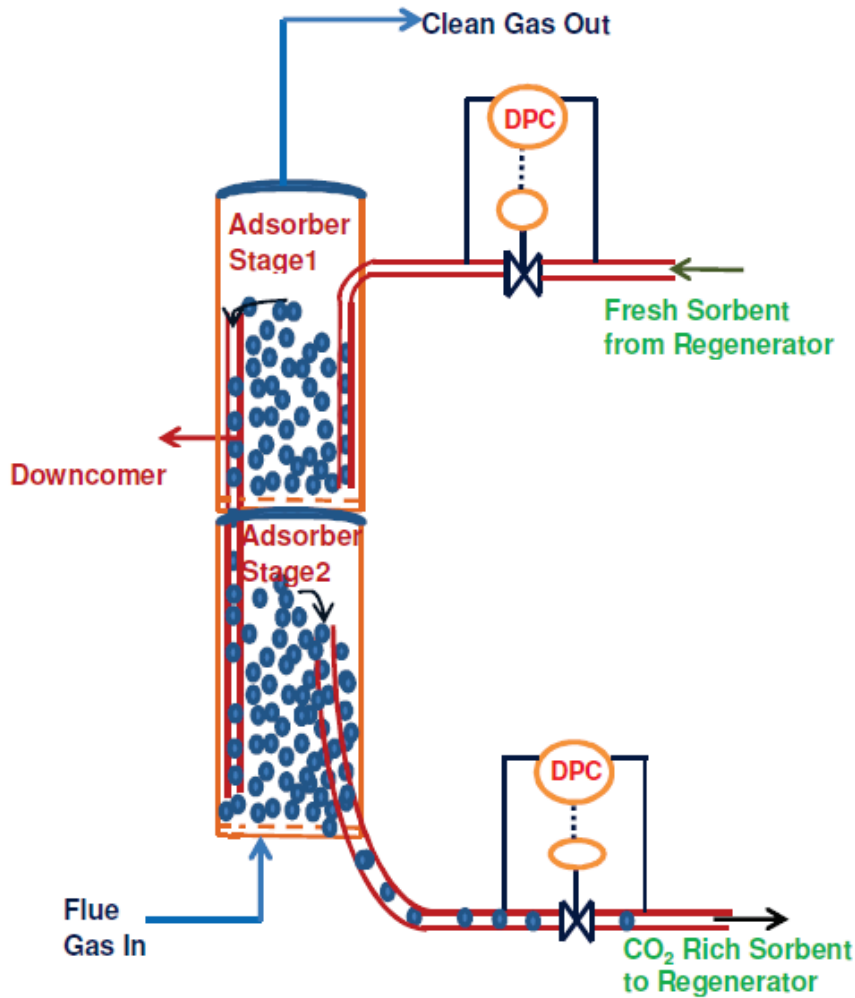 Clean Gas Out
DPC
Adsorber
Stage1
Fresh Sorbent
from Regenerator
Downcomer
Adsorber
Stage2
DPC
Flue
Gas In
CO₂ Rich Sorbent
to Regenerator